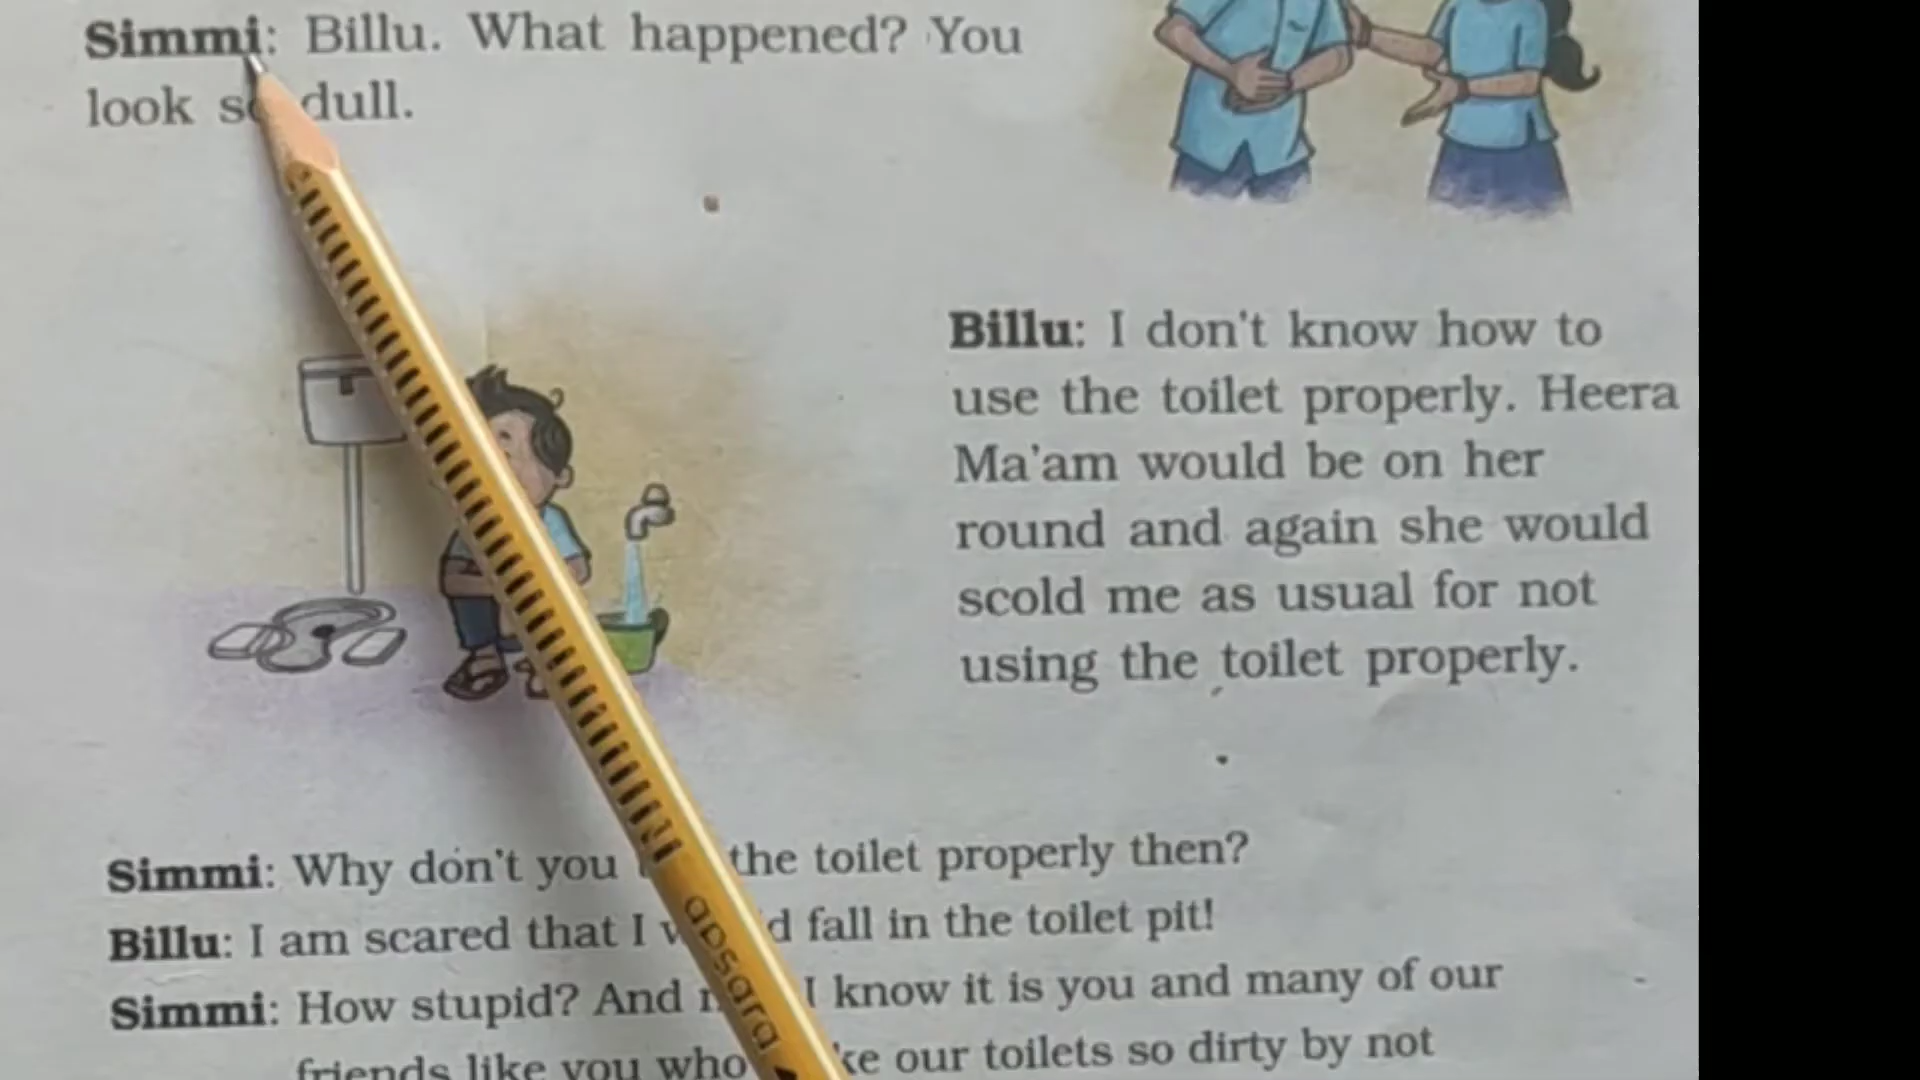 Simmi: Billu. What happened? You
look so dull.
Billu: I don't know how to
use the toilet properly. Heera
Ma'am would be on her
round and again she would
scold me as usual for not
using the toilet properly.
Simmi: Why don't you the toilet properly then?
Billu: I am scared that I fall in the toilet pit!
Simmi: How stupid? And I know it is you and many of our
friends like you who our toilets so dirty by not
apsara